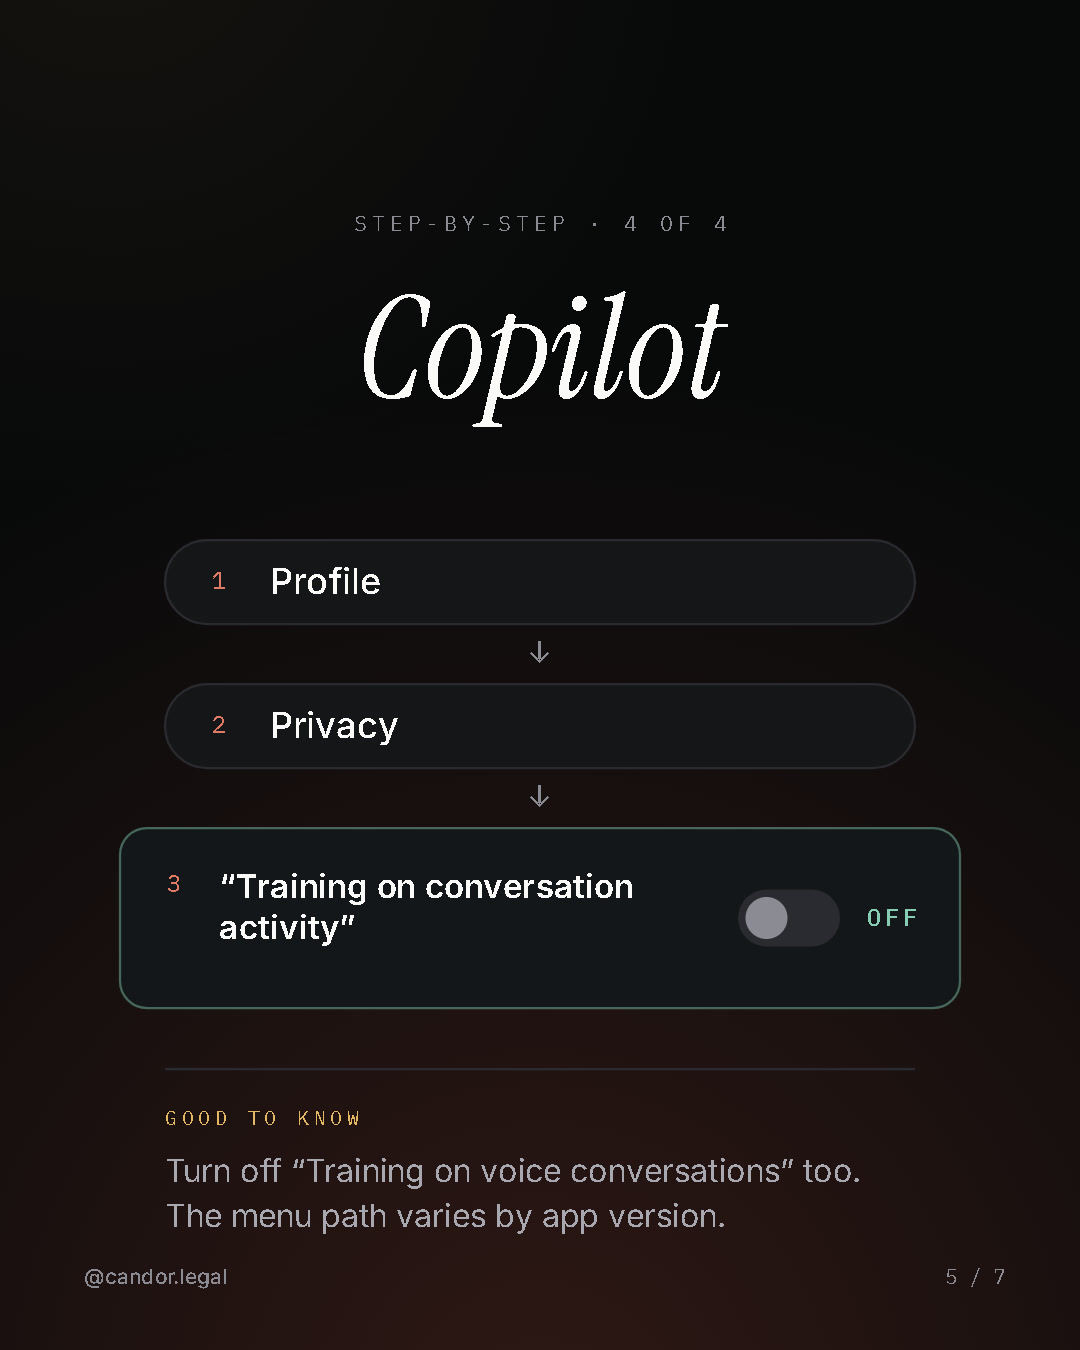 STEP-BY-STEP · 4 OF 4
Copilot
1 Profile
↓
2 Privacy
↓
3 “Training on conversation
activity”
OFF
GOOD TO KNOW
Turn off “Training on voice conversations” too.
The menu path varies by app version.
@candor.legal
5 / 7